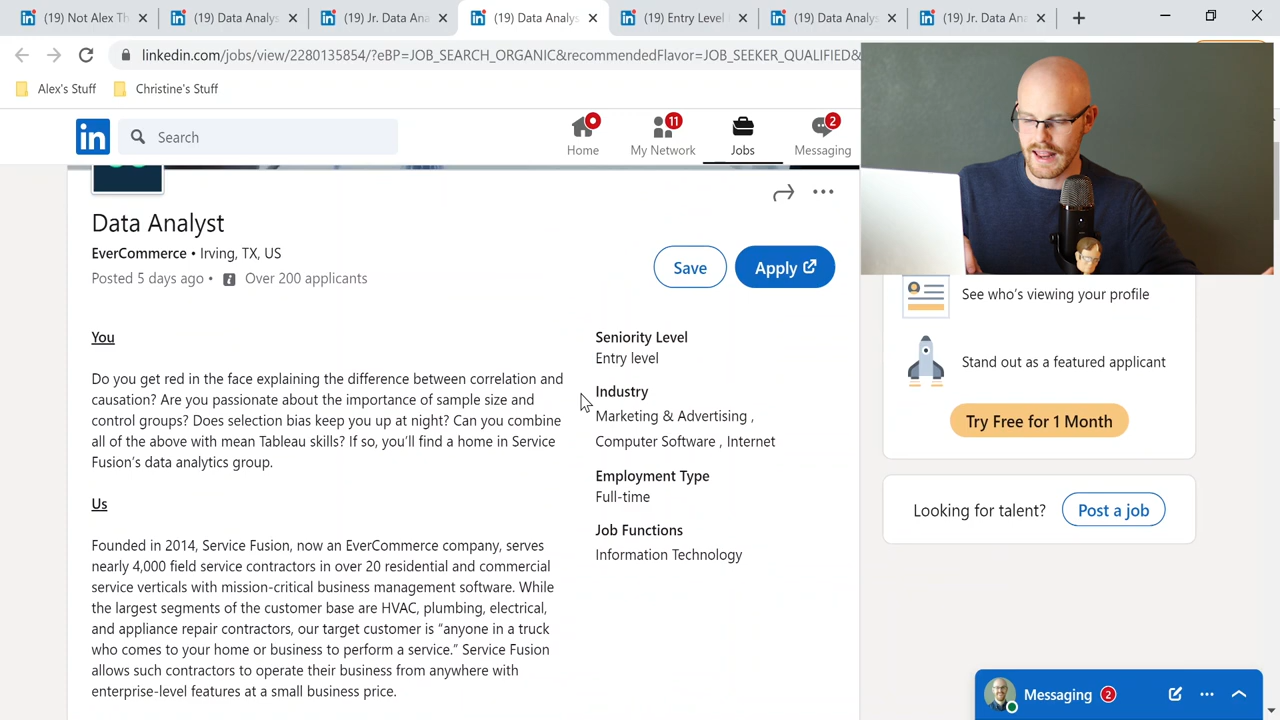 (19) Not Alex Th
(19) Data Analys
(19) Jr. Data An
(19) Data Analys
(19) Entry Level
(19) Data Analys
(19) Jr. Data An
linkedin.com/jobs/view/2280135854/?eBP=JOB_SEARCH_ORGANIC&recommendedFlavor=JOB_SEEKER_QUALIFIED&
Alex's Stuff
Christine's Stuff
in
Search
Home
11
My Network
Jobs
2
Messaging
Data Analyst
EverCommerce • Irving, TX, US
Posted 5 days ago • Over 200 applicants
Save
Apply
You
Do you get red in the face explaining the difference between correlation and
causation? Are you passionate about the importance of sample size and
control groups? Does selection bias keep you up at night? Can you combine
all of the above with mean Tableau skills? If so, you'll find a home in Service
Fusion's data analytics group.
Us
Founded in 2014, Service Fusion, now an EverCommerce company, serves
nearly 4,000 field service contractors in over 20 residential and commercial
service verticals with mission-critical business management software. While
the largest segments of the customer base are HVAC, plumbing, electrical,
and appliance repair contractors, our target customer is “anyone in a truck
who comes to your home or business to perform a service.” Service Fusion
allows such contractors to operate their business from anywhere with
enterprise-level features at a small business price.
Seniority Level
Entry level
Industry
Marketing & Advertising ,
Computer Software , Internet
Employment Type
Full-time
Job Functions
Information Technology
See who's viewing your profile
Stand out as a featured applicant
Try Free for 1 Month
Looking for talent?
Post a job
Messaging 2